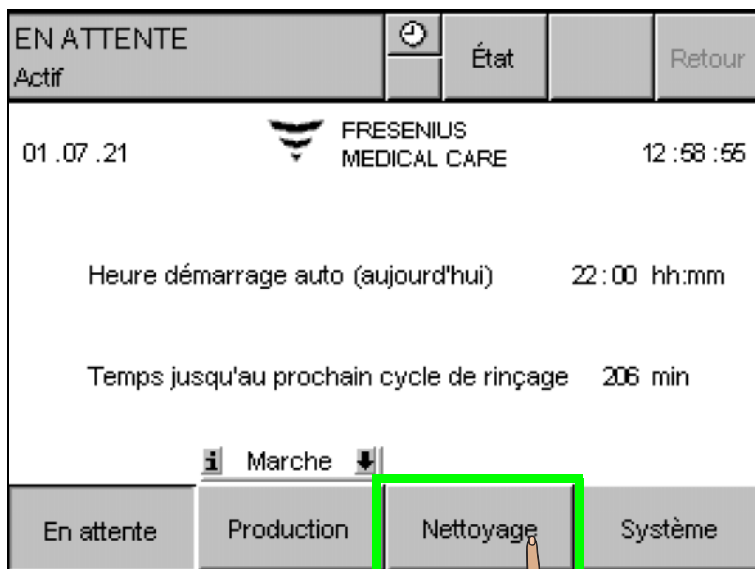 EN ATTENTE
Actif
État
Retour
01.07.21
FRESENIUS
MEDICAL CARE
12:58:55
Heure démarrage auto (aujourd'hui) 22:00 hh:mm
Temps jusqu'au prochain cycle de rinçage 206 min
i Marche
En attente
Production
Nettoyage
Système